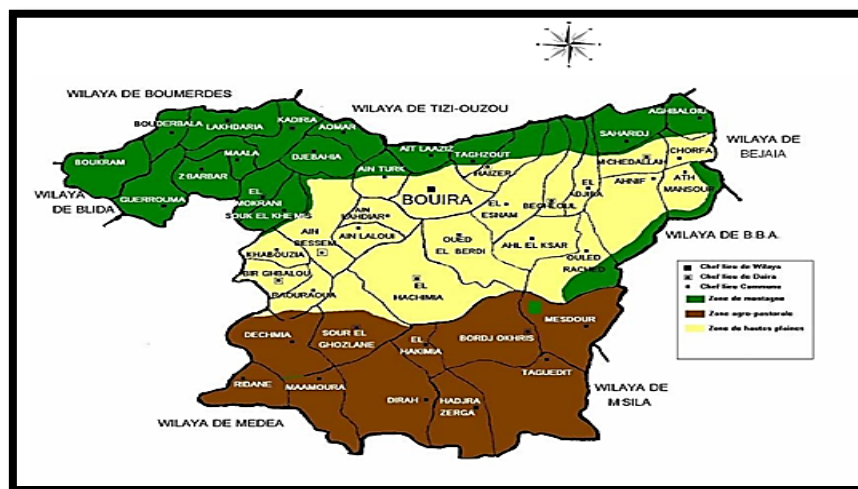 WILAYA DE BOUMERDES
WILAYA DE TIZI-OUZOU
WILAYA DE BEJAIA
WILAYA DE BLIDA
WILAYA DE B.B.A.
WILAYA DE M'SILA
WILAYA DE MEDEA
BOUDERBALA
LAKHDARIA
KADIRIA
AOMAR
BOUKRAM
Z'BARBAR
MAALA
DJEBAHIA
GUERROUMA
EL MOKRANI
SOUK EL KHEMIS
AIT LAAZIZ
TAGHZOUT
SAHARIDJ
AGHBALOU
AIN TURK
HAIZER
M'CHEDALLAH
CHORFA
AHNIF
ATH MANSOUR
BOUIRA
EL ESNAM
BECHLOUL
EL ADJIBA
AIN BESSEM
AIN LALOUI
KHABOUZIA
BIR GHBALOU
RAOURAOUA
OUED EL BERDI
AHL EL KSAR
OULED RACHED
EL HACHIMIA
DECHMIA
SOUR EL GHOZLANE
EL HAKIMIA
BORDJ OKHRIS
MESDOUR
TAGUEDIT
RIDANE
MAAMOURA
DIRAH
HADJRA ZERGA
Chef lieu de Wilaya
Chef lieu de Daira
Chef lieu Commune
Zone de montagne
Zone agro-pastorale
Zone de hautes plaines